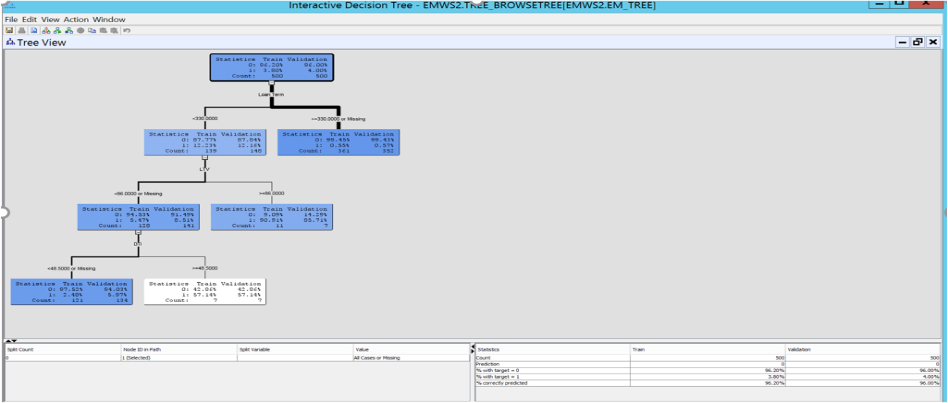 Interactive Decision Tree - EMWS2.TREE_BROWSETREE[EMWS2.EM_TREE]
File Edit View Action Window
Tree View
Statistics Train Validation
0: 96.20% 96.00%
1: 3.80% 4.00%
Count: 500 500
Loan Term
<330.0000 >=330.0000 or Missing
Statistics Train Validation Statistics Train Validation
0: 87.77% 87.84% 0: 99.45% 99.43%
1: 12.23% 12.16% 1: 0.55% 0.57%
Count: 139 148 Count: 361 352
LTV
or Missing
Statistics Train Validation Statistics Train Validation
0: 94.53% 91.49% 0: 9.09% 14.29%
1: 5.47% 8.51% 1: 90.91% 85.71%
Count: 128 141 Count: 11 7
DTI
<48.5000 or Missing >=48.5000
Statistics Train Validation Statistics Train Validation
0: 97.52% 94.03% 0: 42.86% 42.86%
1: 2.48% 5.97% 1: 57.14% 57.14%
Count: 121 134 Count: 7 7
Split Count Node ID in Path Split Variable Value
0 1 (Selected) All Cases or Missing
Statistics Train Validation
Count 500 500
Prediction 0 0
% with target = 0 96.20% 96.00%
% with target = 1 3.80% 4.00%
% correctly predicted 96.20% 96.00%